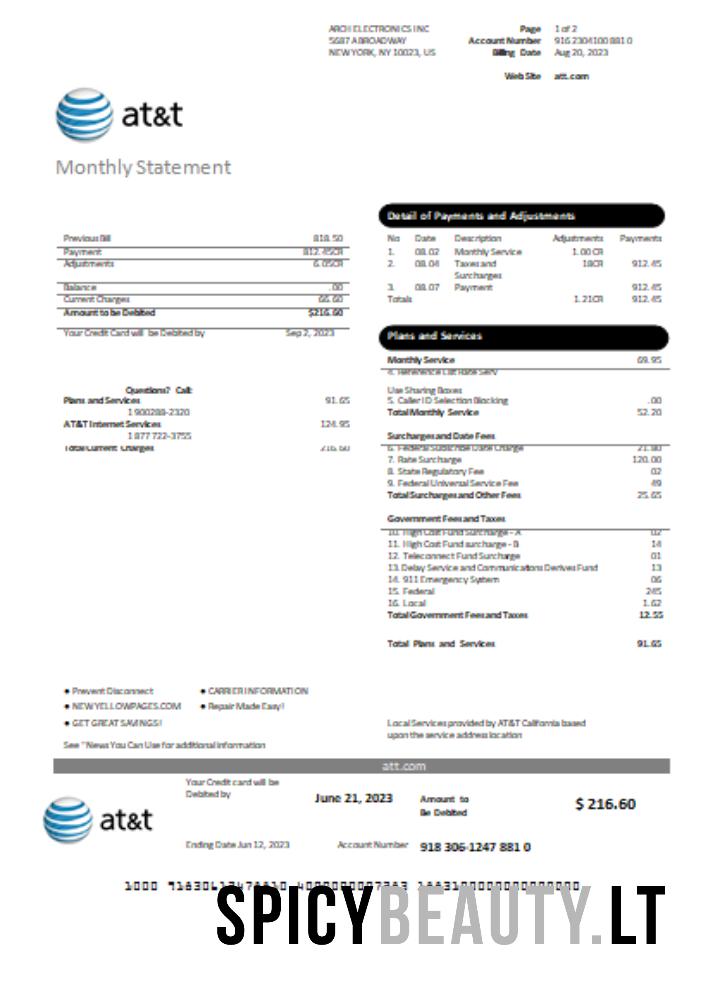 ARCH ELECTRONICS INC
5687 ABROADWAY
NEW YORK, NY 10023, US
Page 1 of 2
Account Number 916 2304100 881 0
Billing Date Aug 20, 2023
Web Site att.com
at&t
Monthly Statement
Previous Bill 818.50
Payment 812.45CR
Adjustments 6.05CR
Balance .00
Current Charges 66.60
Amount to be Debited $216.60
Your Credit Card will be Debited by Sep 2, 2023
Questions? Call:
Plans and Services 91.65
1 900288-2320
AT&T Internet Services 124.95
1 877 722-3755
Total Current Charges 216.60
Detail of Payments and Adjustments
No Date Description Adjustments Payments
1. 08.02 Monthly Service 1.00 CR
2. 08.04 Taxes and 18CR 912.45
Surcharges
3. 08.07 Payment 912.45
Totals 1.21CR 912.45
Plans and Services
Monthly Service 69.95
4. Reference List Rate Serv
Use Sharing Boxes
5. Caller ID Selection Blocking .00
Total Monthly Service 52.20
Surcharges and Date Fees
6. Federal Subscribe Date Charge 21.80
7. Rate Surcharge 120.00
8. State Regulatory Fee 02
9. Federal Universal Service Fee 49
Total Surcharges and Other Fees 25.65
Government Fees and Taxes
10. High Cost Fund Surcharge - A 02
11. High Cost Fund surcharge - B 14
12. Teleconnect Fund Surcharge 01
13. Delay Service and Communications Derives Fund 13
14. 911 Emergency System 06
15. Federal 245
16. Local 1.62
Total Government Fees and Taxes 12.55
Total Plans and Services 91.65
● Prevent Disconnect ● CARRIER INFORMATION
● NEWYELLOWPAGES.COM ● Repair Made Easy!
● GET GREAT SAVINGS!
See "News You Can Use for additional information
Local Services provided by AT&T California based
upon the service address location
att.com
at&t
Your Credit card will be
Debited by
June 21, 2023
Amount to
Be Debited
$ 216.60
Ending Date Jun 12, 2023
Account Number 918 306-1247 881 0
1000
SPICYBEAUTY.LT